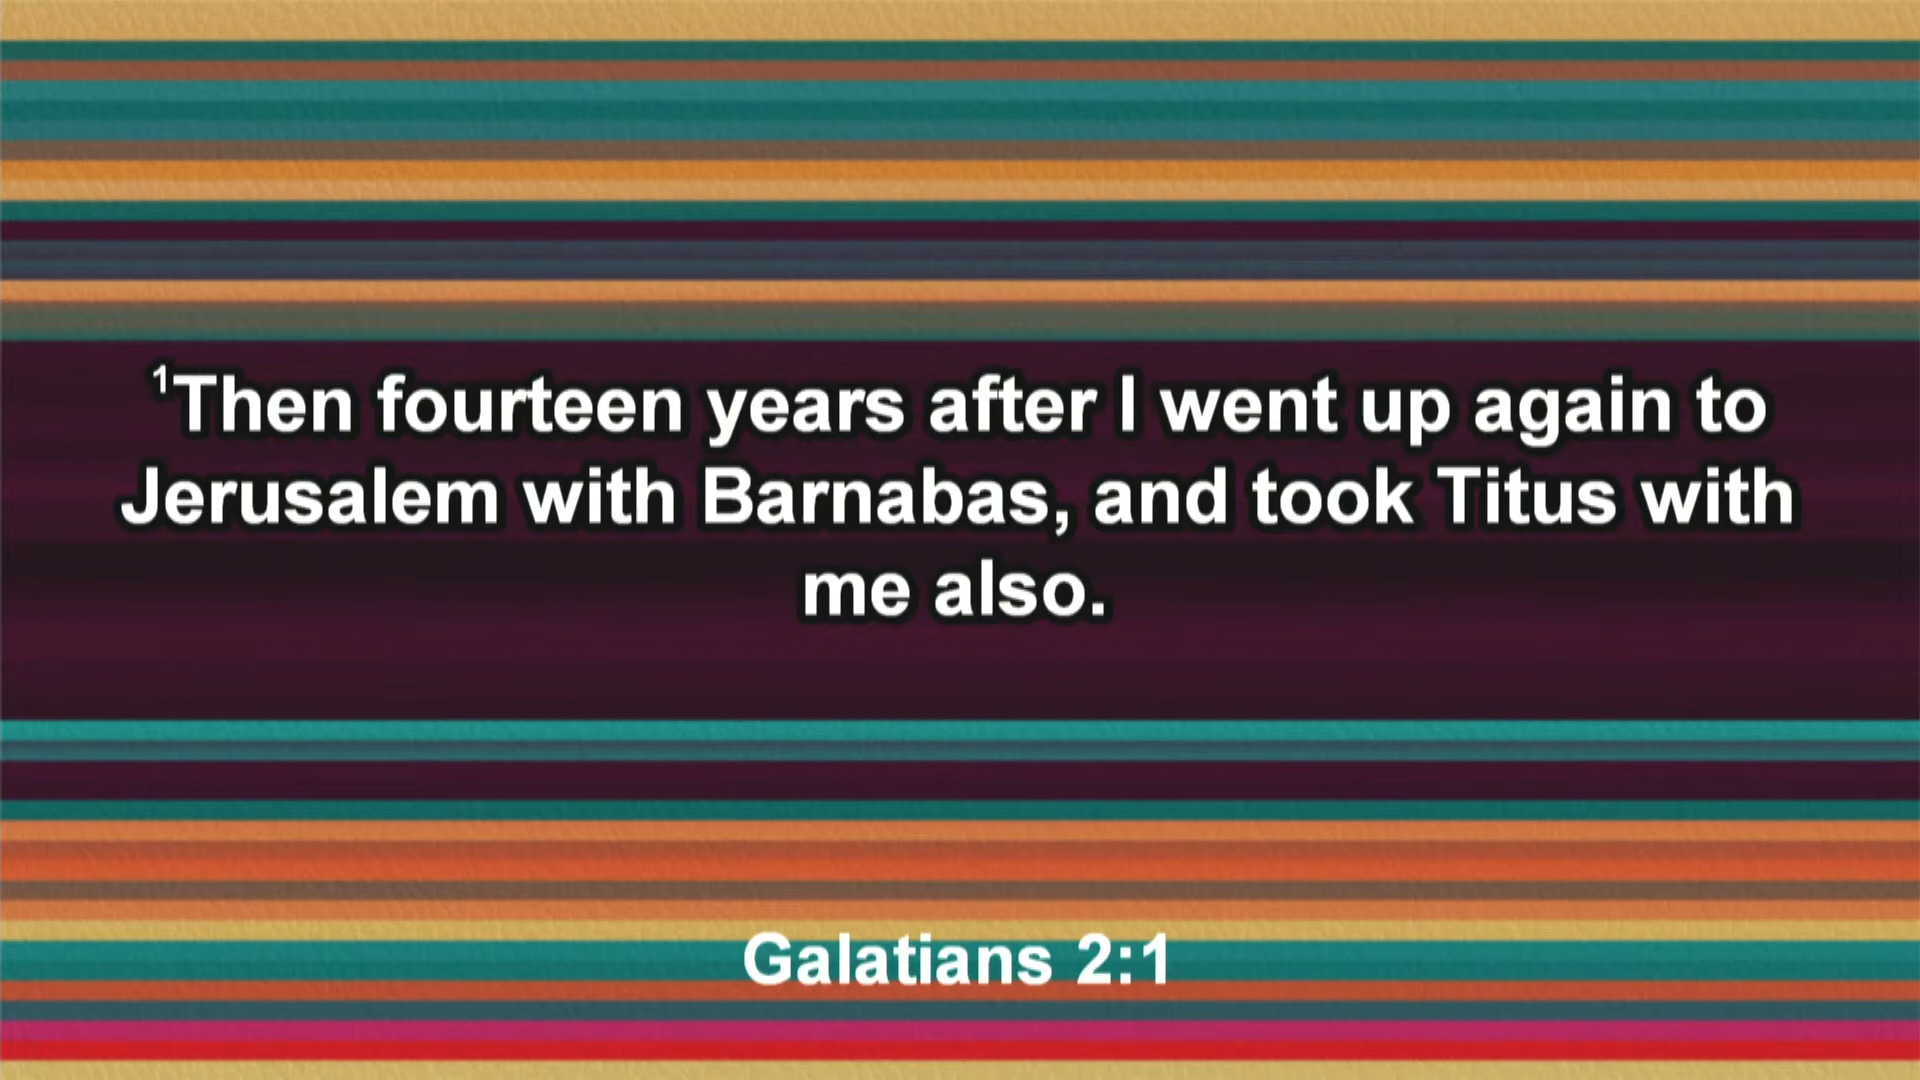 ¹Then fourteen years after I went up again to
Jerusalem with Barnabas, and took Titus with
me also.
Galatians 2:1